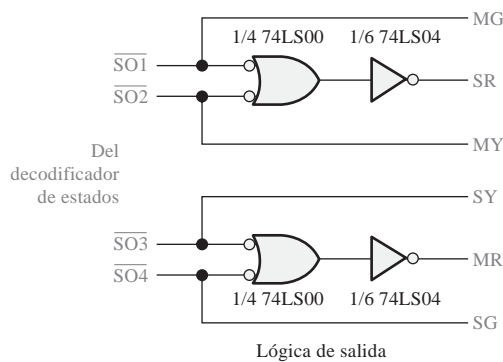 MG
1/4 74LS00 1/6 74LS04
SO1
SR
SO2
Del
decodificador
de estados
MY
SY
SO3
MR
SO4
1/4 74LS00 1/6 74LS04
SG
Lógica de salida